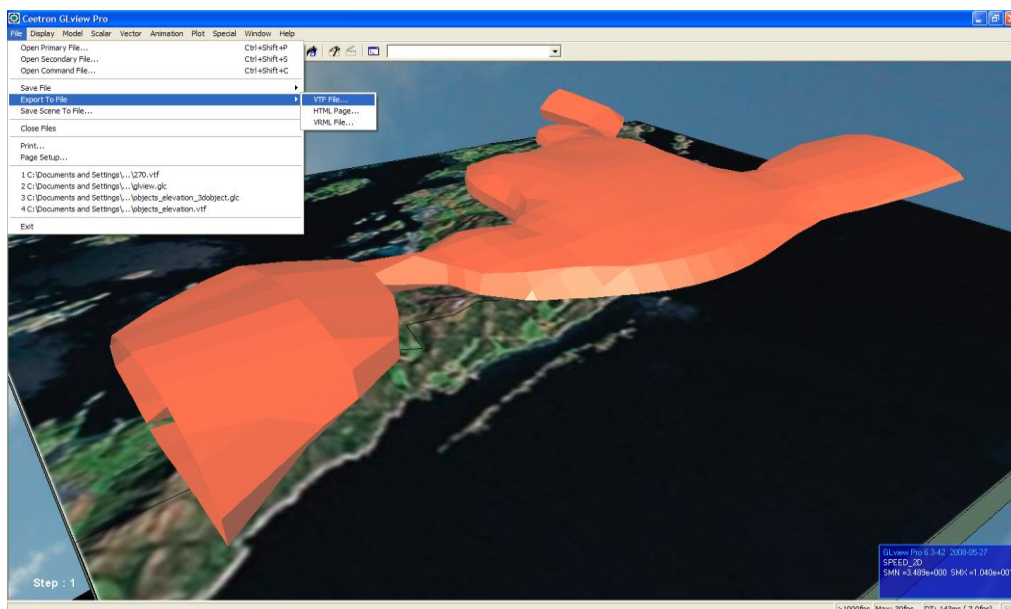 Ceetron GLview Pro
File Display Model Scalar Vector Animation Plot Special Window Help
Open Primary File... Ctrl+Shift+P
Open Secondary File... Ctrl+Shift+S
Open Command File... Ctrl+Shift+C
Save File
Export To File
VTF File...
Save Scene To File...
HTML Page...
VRML File...
Close Files
Print...
Page Setup...
1 C:\Documents and Settings\...\270.vtf
2 C:\Documents and Settings\...\glview.glc
3 C:\Documents and Settings\...\objects_elevation_3dobject.glc
4 C:\Documents and Settings\...\objects_elevation.vtf
Exit
GLview Pro 6.3-42 2008-05-27
SPEED_2D
SMN =3.489e+000 SMX =1.040e+001
Step : 1
>1000fps Max: 20fps DT: 143ms ( 7.0fps)